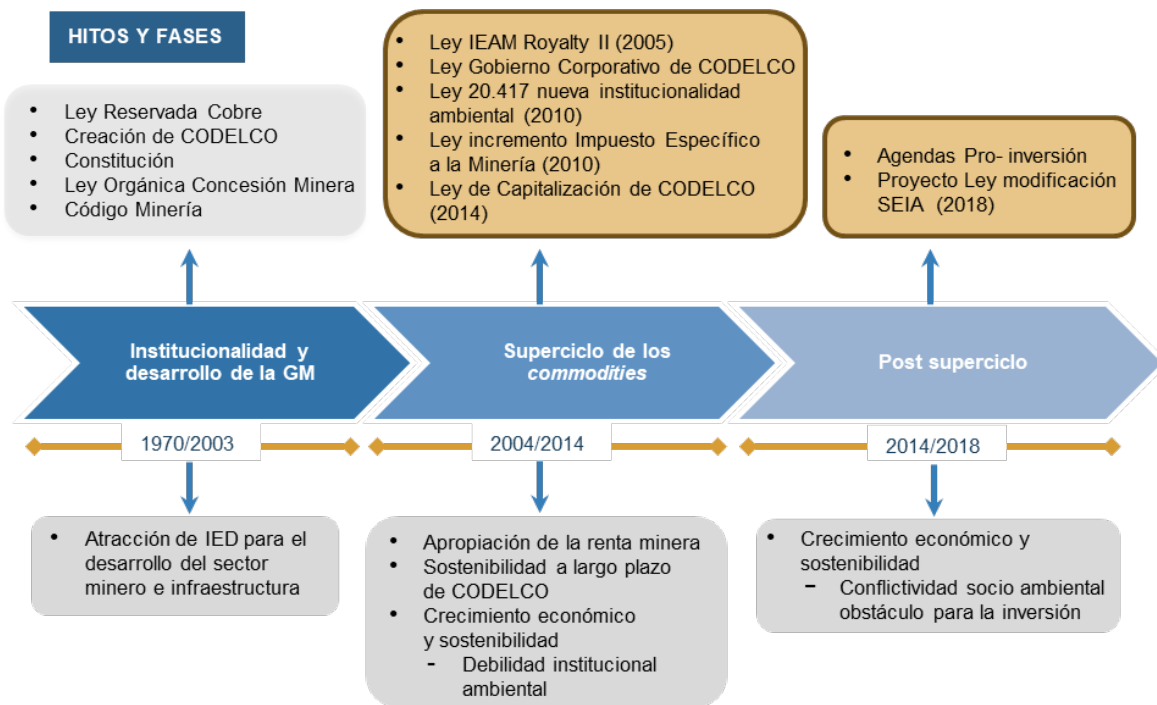 HITOS Y FASES
• Ley Reservada Cobre
• Creación de CODELCO
• Constitución
• Ley Orgánica Concesión Minera
• Código Minería
• Ley IEAM Royalty II (2005)
• Ley Gobierno Corporativo de CODELCO
• Ley 20.417 nueva institucionalidad
ambiental (2010)
• Ley incremento Impuesto Específico
a la Minería (2010)
• Ley de Capitalización de CODELCO
(2014)
• Agendas Pro- inversión
• Proyecto Ley modificación
SEIA (2018)
Institucionalidad y
desarrollo de la GM
Superciclo de los
commodities
Post superciclo
1970/2003
2004/2014
2014/2018
• Atracción de IED para el
desarrollo del sector
minero e infraestructura
• Apropiación de la renta minera
• Sostenibilidad a largo plazo
de CODELCO
• Crecimiento económico
y sostenibilidad
- Debilidad institucional
ambiental
• Crecimiento económico y
sostenibilidad
– Conflictividad socio ambiental
obstáculo para la inversión